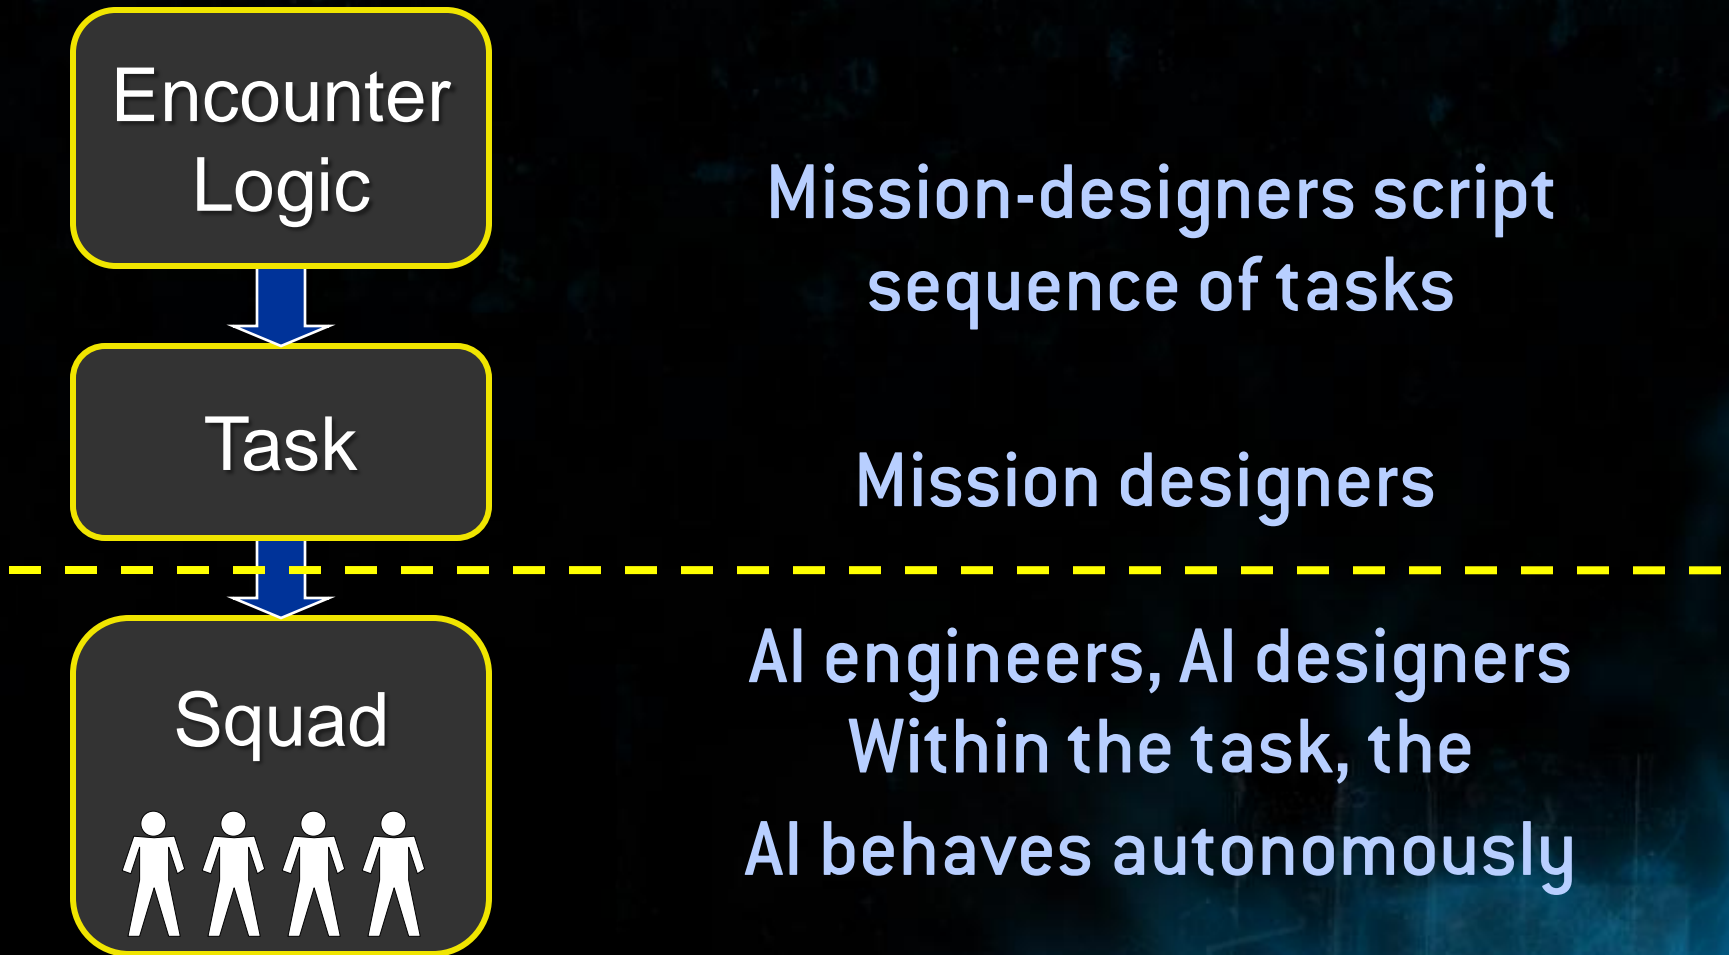 Encounter
Logic
Mission-designers script
sequence of tasks
Task
Mission designers
Squad
AI engineers, AI designers
Within the task, the
AI behaves autonomously